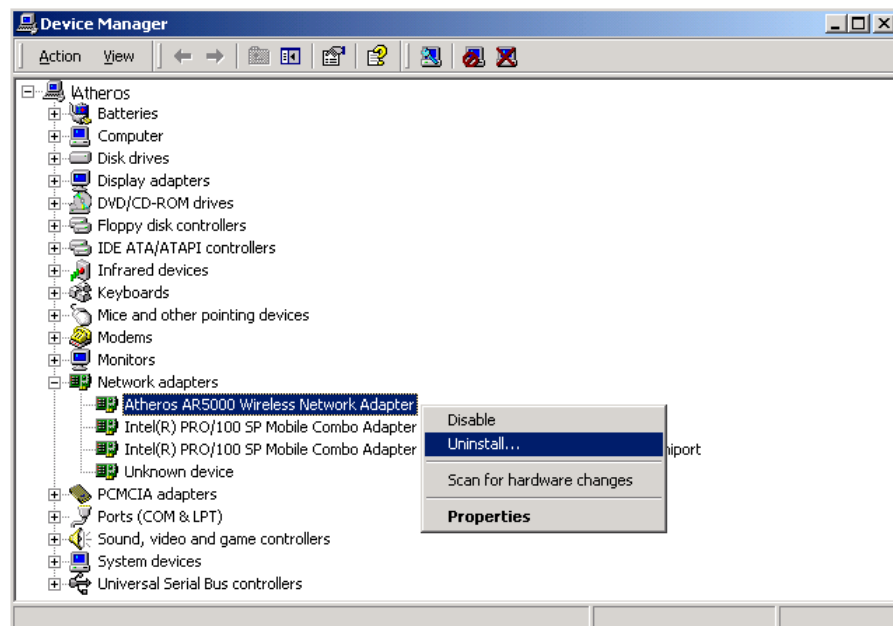 Device Manager
Action View
Atheros
Batteries
Computer
Disk drives
Display adapters
DVD/CD-ROM drives
Floppy disk controllers
IDE ATA/ATAPI controllers
Infrared devices
Keyboards
Mice and other pointing devices
Modems
Monitors
Network adapters
Atheros AR5000 Wireless Network Adapter
Intel(R) PRO/100 SP Mobile Combo Adapter
Intel(R) PRO/100 SP Mobile Combo Adapter niport
Unknown device
PCMCIA adapters
Ports (COM & LPT)
Sound, video and game controllers
System devices
Universal Serial Bus controllers
Disable
Uninstall...
Scan for hardware changes
Properties